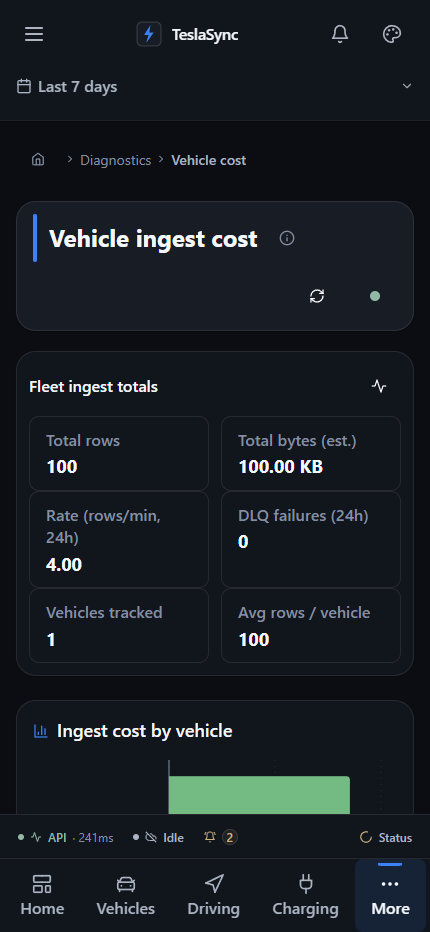 TeslaSync
Last 7 days
Diagnostics
Vehicle cost
Vehicle ingest cost
Fleet ingest totals
Total rows
100
Total bytes (est.)
100.00 KB
Rate (rows/min,
24h)
4.00
DLQ failures (24h)
0
Vehicles tracked
1
Avg rows / vehicle
100
Ingest cost by vehicle
API · 241ms
Idle
2
Status
Home
Vehicles
Driving
Charging
More